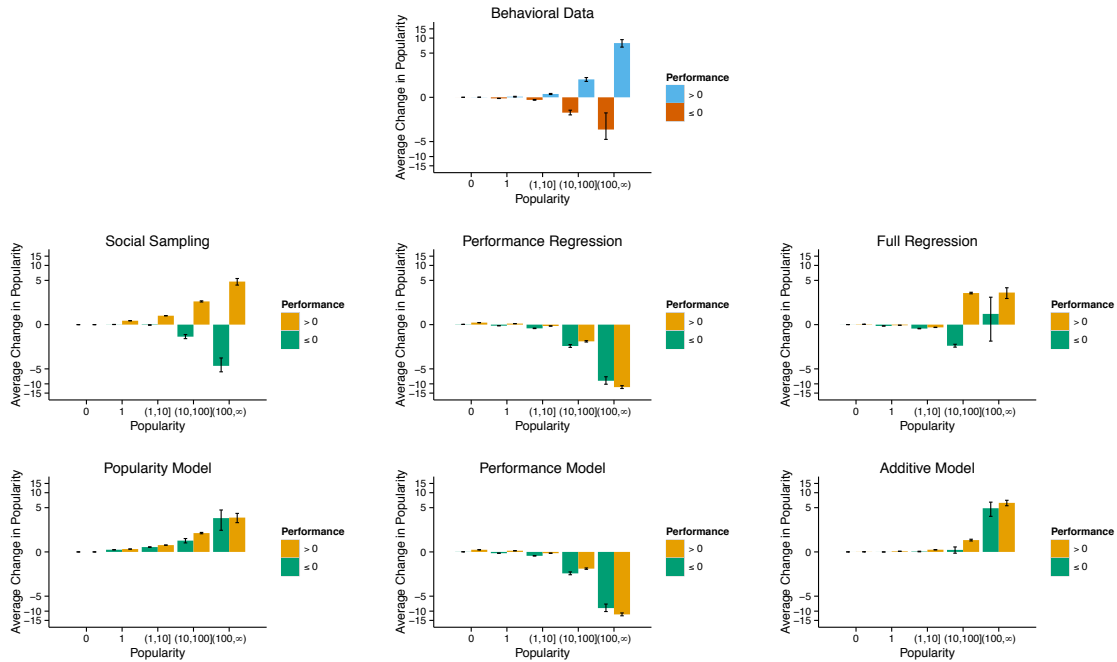 Behavioral Data
Average Change in Popularity
15
10
5
0
−5
−10
−15
0 1 (1,10] (10,100] (100,∞)
Popularity
Performance
> 0
≤ 0
Social Sampling
Average Change in Popularity
15
10
5
0
−5
−10
−15
0 1 (1,10] (10,100] (100,∞)
Popularity
Performance
> 0
≤ 0
Performance Regression
Average Change in Popularity
15
10
5
0
−5
−10
−15
0 1 (1,10] (10,100] (100,∞)
Popularity
Performance
> 0
≤ 0
Full Regression
Average Change in Popularity
15
10
5
0
−5
−10
−15
0 1 (1,10] (10,100] (100,∞)
Popularity
Performance
> 0
≤ 0
Popularity Model
Average Change in Popularity
15
10
5
0
−5
−10
−15
0 1 (1,10] (10,100] (100,∞)
Popularity
Performance
> 0
≤ 0
Performance Model
Average Change in Popularity
15
10
5
0
−5
−10
−15
0 1 (1,10] (10,100] (100,∞)
Popularity
Performance
> 0
≤ 0
Additive Model
Average Change in Popularity
15
10
5
0
−5
−10
−15
0 1 (1,10] (10,100] (100,∞)
Popularity
Performance
> 0
≤ 0